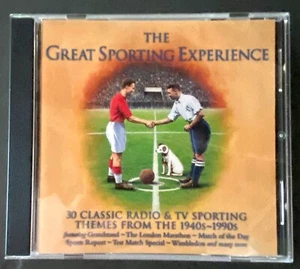 THE
GREAT SPORTING EXPERIENCE
30 CLASSIC RADIO & TV SPORTING
THEMES FROM THE 1940s–1990s
featuring Grandstand – The London Marathon – Match of the Day
Sports Report – Test Match Special – Wimbledon and many more